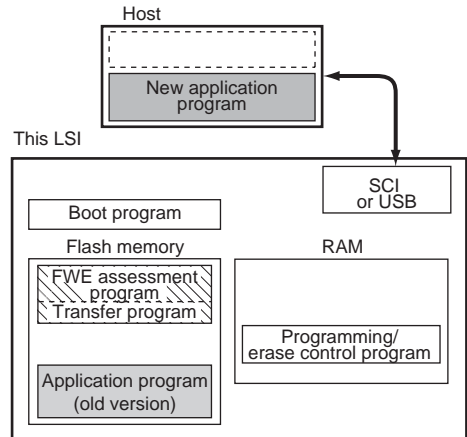 Host
New application
program
This LSI
SCI
or USB
Boot program
Flash memory
RAM
FWE assessment
program
Transfer program
Programming/
erase control program
Application program
(old version)